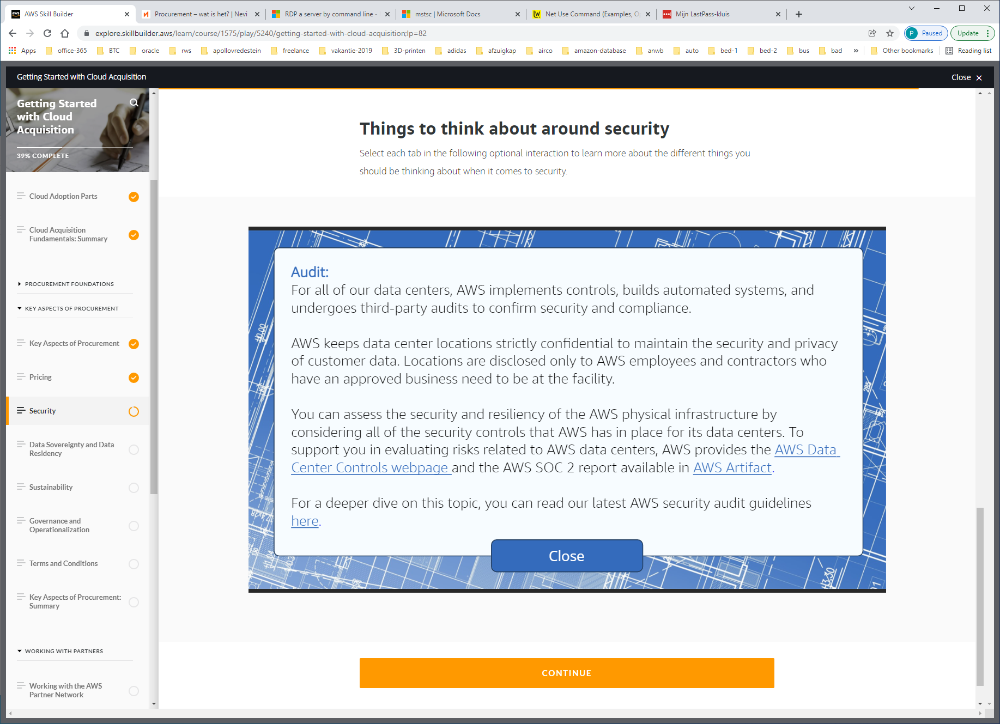 AWS Skill Builder
Procurement – wat is het? | Nevi
RDP a server by command line -
mstsc | Microsoft Docs
Net Use Command (Examples, O
Mijn LastPass-kluis
explore.skillbuilder.aws/learn/course/1575/play/5240/getting-started-with-cloud-acquisition;lp=82
P Paused
Update
Apps office-365 BTC oracle rws apollovredestein freelance vakantie-2019 3D-printen adidas afzuigkap airco amazon-database anwb auto bed-1 bed-2 bus bad » Other bookmarks Reading list
Getting Started with Cloud Acquisition
Close
Getting Started
with Cloud
Acquisition
39% COMPLETE
Cloud Adoption Parts
Cloud Acquisition
Fundamentals: Summary
PROCUREMENT FOUNDATIONS
KEY ASPECTS OF PROCUREMENT
Key Aspects of Procurement
Pricing
Security
Data Sovereignty and Data
Residency
Sustainability
Governance and
Operationalization
Terms and Conditions
Key Aspects of Procurement:
Summary
WORKING WITH PARTNERS
Working with the AWS
Partner Network
Things to think about around security
Select each tab in the following optional interaction to learn more about the different things you
should be thinking about when it comes to security.
Audit:
For all of our data centers, AWS implements controls, builds automated systems, and
undergoes third-party audits to confirm security and compliance.
AWS keeps data center locations strictly confidential to maintain the security and privacy
of customer data. Locations are disclosed only to AWS employees and contractors who
have an approved business need to be at the facility.
You can assess the security and resiliency of the AWS physical infrastructure by
considering all of the security controls that AWS has in place for its data centers. To
support you in evaluating risks related to AWS data centers, AWS provides the AWS Data
Center Controls webpage and the AWS SOC 2 report available in AWS Artifact.
For a deeper dive on this topic, you can read our latest AWS security audit guidelines
here.
Close
CONTINUE